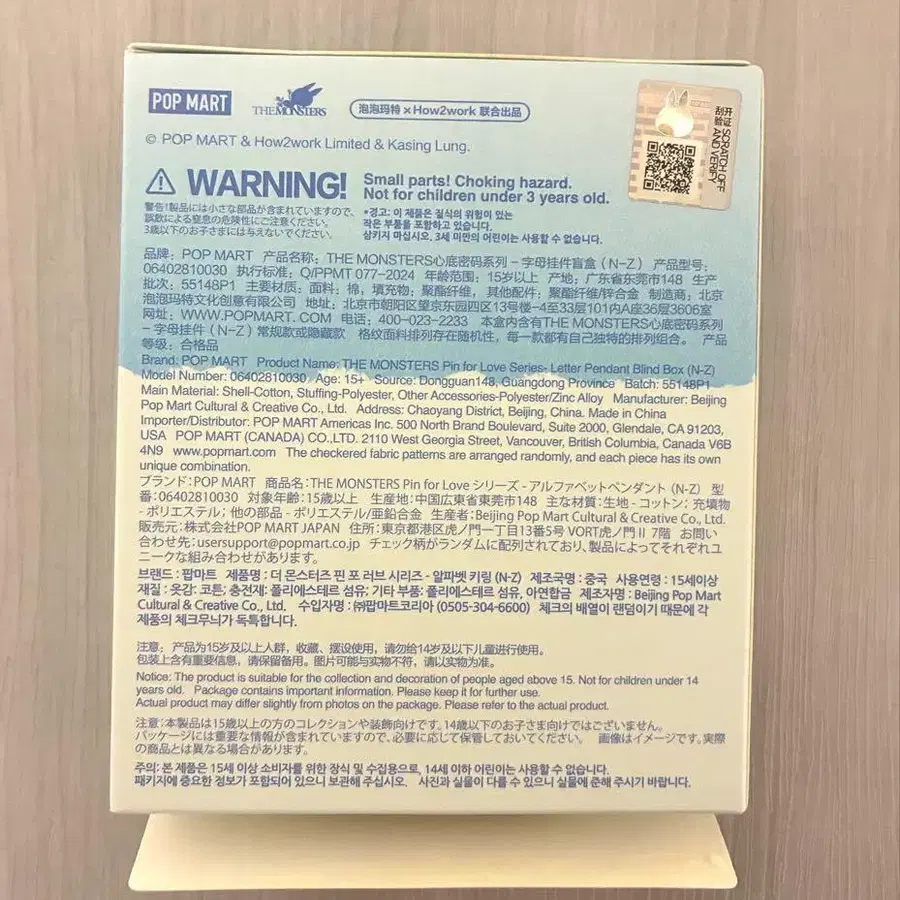 POP MART
THE MONSTERS
泡泡玛特 × How2work 联合出品
© POP MART & How2work Limited & Kasing Lung.
刮开验证 SCRATCH OFF AND VERIFY
WARNING!
Small parts! Choking hazard.
Not for children under 3 years old.
警告!製品には小さな部品が含まれていますので、
誤飲による窒息の危険性にご注意ください。
3歳以下のお子さまには与えないでください。
*경고: 이 제품은 질식의 위험이 있는
작은 부품을 포함하고 있습니다.
삼키지 마십시오, 3세 미만의 어린이는 사용할 수 없습니다.
品牌：POP MART 产品名称：THE MONSTERS心底密码系列 – 字母挂件盲盒（N–Z） 产品型号：
06402810030 执行标准：Q/PPMT 077–2024 年龄范围：15岁以上 产地：广东省东莞市148 生产
批次：55148P1 主要材质：面料：棉，填充物：聚酯纤维，其他配件：聚酯纤维/锌合金 制造商：北京
泡泡玛特文化创意有限公司 地址：北京市朝阳区望京东园四区13号楼-4至33层101内A座36层3606室
网址：WWW.POPMART.COM 电话：400-023-2233 本盒内含有THE MONSTERS心底密码系列
– 字母挂件（N–Z）常规款或隐藏款 格纹面料排列存在随机性，每一款都有自己独特的排列组合。 产品
等级：合格品
Brand: POP MART Product Name: THE MONSTERS Pin for Love Series- Letter Pendant Blind Box (N-Z)
Model Number: 06402810030 Age: 15+ Source: Dongguan148, Guangdong Province Batch: 55148P1
Main Material: Shell-Cotton, Stuffing-Polyester, Other Accessories-Polyester/Zinc Alloy Manufacturer: Beijing
Pop Mart Cultural & Creative Co., Ltd. Address: Chaoyang District, Beijing, China. Made in China
Importer/Distributor: POP MART Americas Inc. 500 North Brand Boulevard, Suite 2000, Glendale, CA 91203,
USA POP MART (CANADA) CO.,LTD. 2110 West Georgia Street, Vancouver, British Columbia, Canada V6B
4N9 www.popmart.com The checkered fabric patterns are arranged randomly, and each piece has its own
unique combination.
ブランド：POP MART 商品名：THE MONSTERS Pin for Love シリーズ - アルファベットペンダント（N-Z） 型
番：06402810030 対象年齢：15歳以上 生産地：中国広東省東莞市148 主な材質：生地 - コットン；充填物
- ポリエステル；他の部品 - ポリエステル/亜鉛合金 生産者：Beijing Pop Mart Cultural & Creative Co., Ltd.
販売元：株式会社POP MART JAPAN 住所：東京都港区虎ノ門一丁目13番5号 VORT虎ノ門Ⅱ 7階 お問い
合わせ先：usersupport@popmart.co.jp チェック柄がランダムに配列されており、製品によってそれぞれユ
ニークな組み合わせがあります。
브랜드 : 팝마트 제품명 : 더 몬스터즈 핀 포 러브 시리즈 - 알파벳 키링 (N-Z) 제조국명 : 중국 사용연령 : 15세이상
재질 : 옷감: 코튼; 충전재: 폴리에스테르 섬유; 기타 부품: 폴리에스테르 섬유, 아연합금 제조자명 : Beijing Pop Mart
Cultural & Creative Co., Ltd. 수입자명 : ㈜팝마트코리아 (0505-304-6600) 체크의 배열이 랜덤이기 때문에 각
제품의 체크무늬가 독특합니다.
注意：产品为15岁及以上人群，收藏、摆设使用，请勿给14岁及以下儿童进行使用。
包装上含有重要信息，请保留备用。图片可能与实物不符，请以实物为准。
Notice: The product is suitable for the collection and decoration of people aged above 15. Not for children under 14
years old. Package contains important information. Please keep it for further use.
Actual product may differ slightly from photos on the package. Please refer to the actual product.
注意：本製品は15歳以上の方のコレクションや装飾向けです。14歳以下のお子さま向けではございません。
パッケージには重要な情報が含まれていますので、必要に応じて保管しておいてください。 画像はイメージです。実際
の商品とは異なる場合があります。
주의: 본 제품은 15세 이상 소비자를 위한 장식 및 수집용으로, 14세 이하 어린이는 사용할 수 없습니다.
패키지에 중요한 정보가 포함되어 있으니 보관해 주십시오. 사진과 실물이 다를 수 있으니 실물에 준해 주시기 바랍니다.